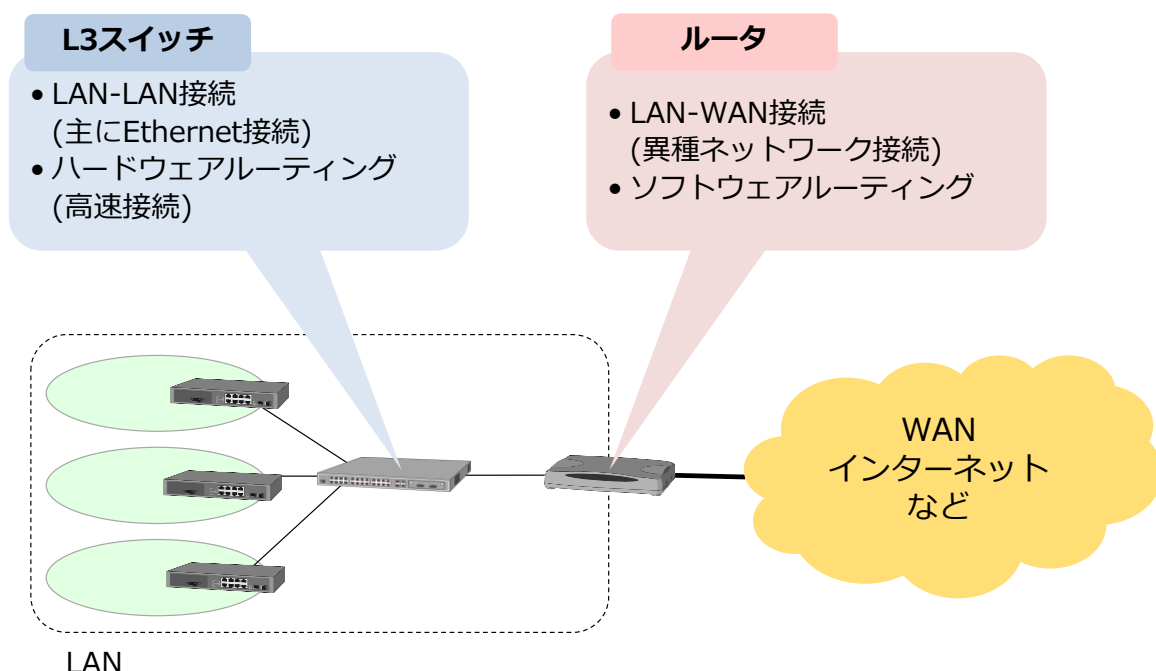 L3スイッチ
• LAN-LAN接続
(主にEthernet接続)
• ハードウェアルーティング
(高速接続)
ルータ
• LAN-WAN接続
(異種ネットワーク接続)
• ソフトウェアルーティング
WAN
インターネット
など
LAN